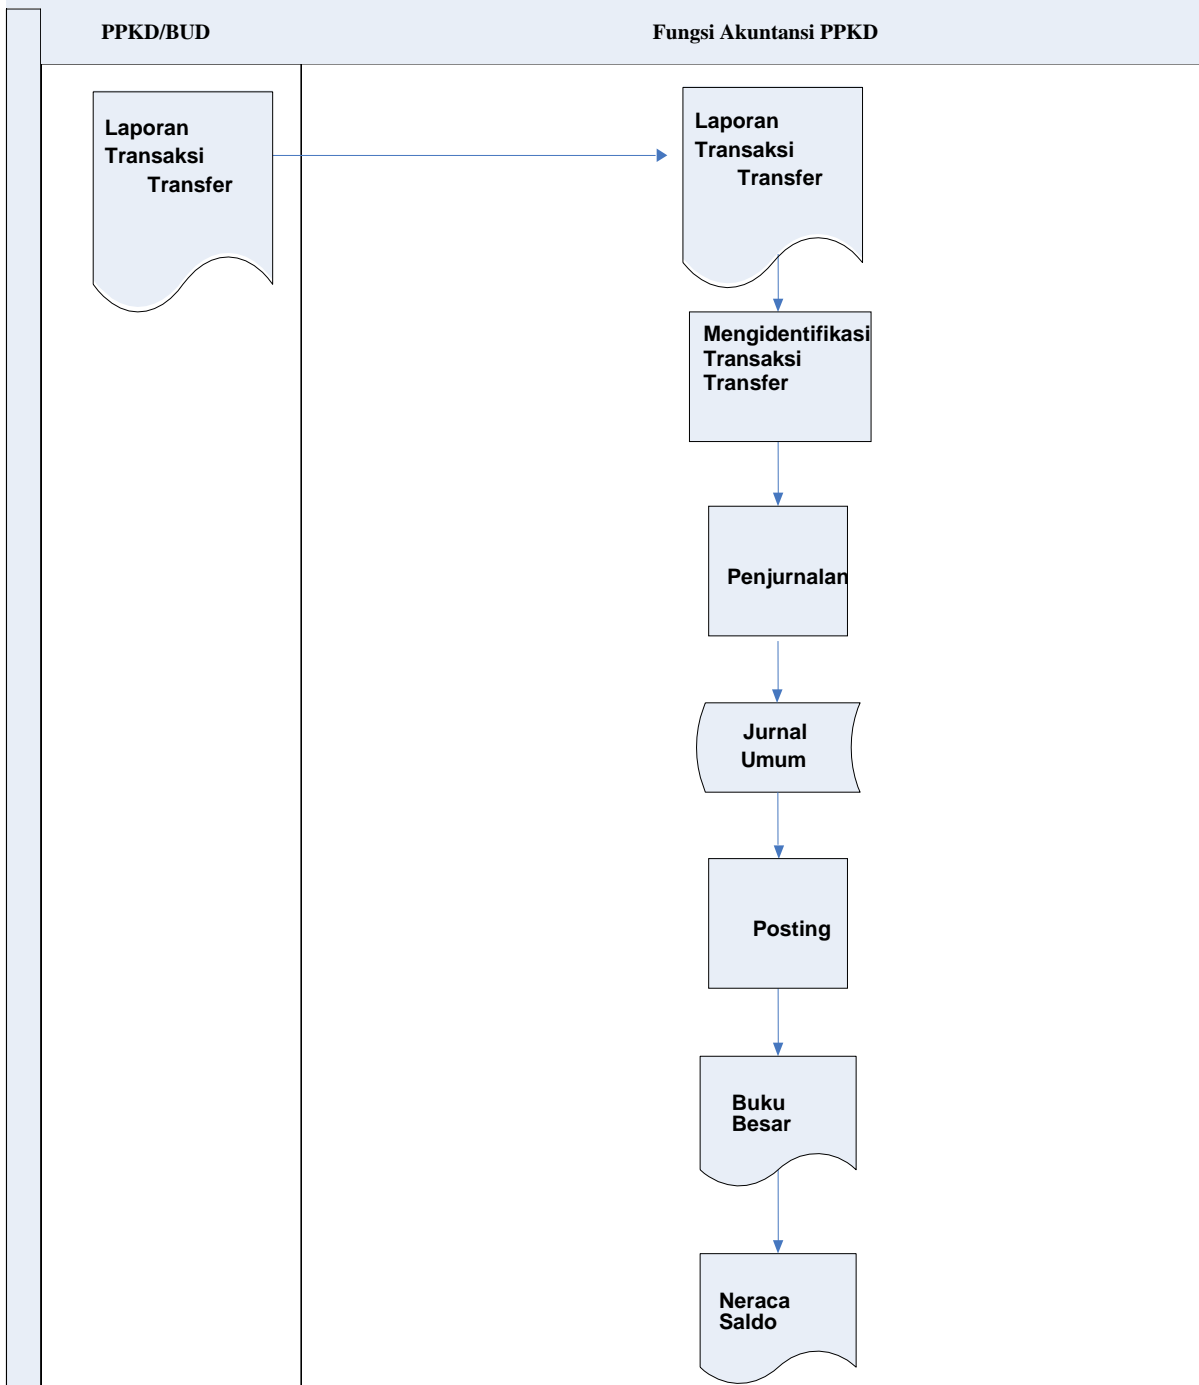 PPKD/BUD
Fungsi Akuntansi PPKD
Laporan
Transaksi
Transfer
Laporan
Transaksi
Transfer
Mengidentifikasi
Transaksi
Transfer
Penjurnalan
Jurnal
Umum
Posting
Buku
Besar
Neraca
Saldo